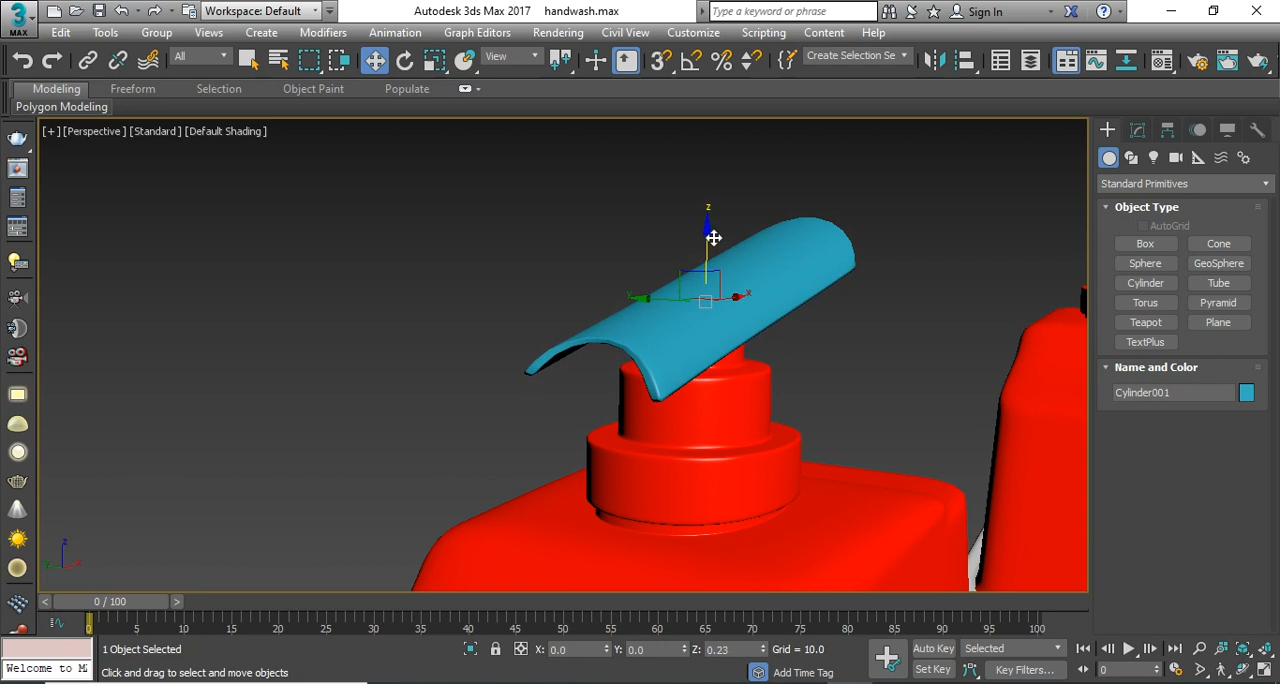 3
MAX
Workspace: Default
Autodesk 3ds Max 2017 handwash.max
Type a keyword or phrase
Sign In
Edit Tools Group Views Create Modifiers Animation Graph Editors Rendering Civil View Customize Scripting Content Help
All
View
Create Selection Se
Modeling Freeform Selection Object Paint Populate
Polygon Modeling
[+] [Perspective] [Standard] [Default Shading]
Standard Primitives
Object Type
AutoGrid
Box Cone
Sphere GeoSphere
Cylinder Tube
Torus Pyramid
Teapot Plane
TextPlus
Name and Color
Cylinder001
z
y
x
z
y
x
< 0 / 100 >
0 5 10 15 20 25 30 35 40 45 50 55 60 65 70 75 80 85 90 95 100
1 Object Selected
X: 0.0 Y: 0.0 Z: 0.23 Grid = 10.0
Auto Key Selected
Welcome to M
Click and drag to select and move objects
Add Time Tag
Set Key Key Filters...
0